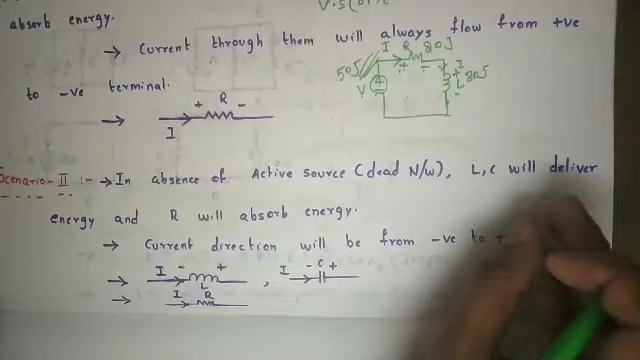 V.S (or) C
absorb energy.
→ Current through them will always flow from +ve
to -ve terminal.
I R 30J
50J + -
V + I L - 20J
→ I + R -
Scenario-II :- → In absence of Active source (dead N/w), L,C will deliver
energy and R will absorb energy.
→ Current direction will be from -ve to +
→ I - L + , I - C +
→ I R